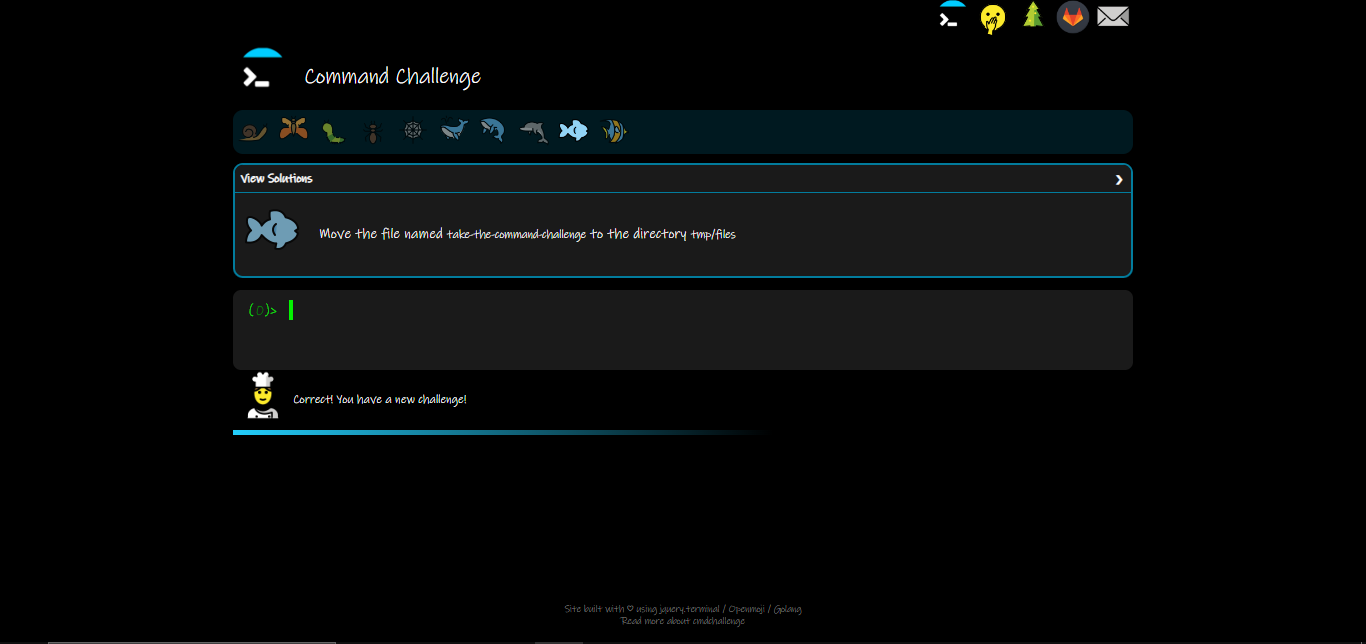 Command Challenge
View Solutions
Move the file named take-the-command-challenge to the directory tmp/files
(0)>
Correct! You have a new challenge!
Site built with ♡ using jquery.terminal / Openmoji / Golang
Read more about cmdchallenge